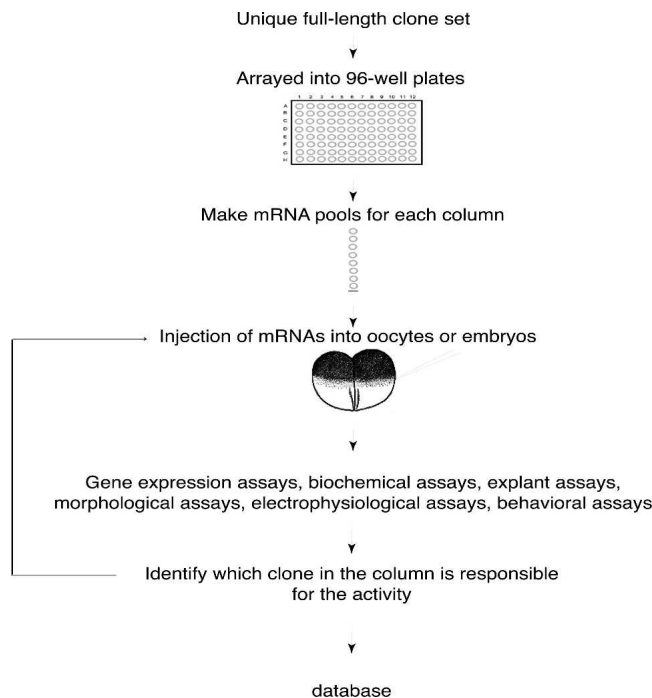 Unique full-length clone set
Arrayed into 96-well plates
1 2 3 4 5 6 7 8 9 10 11 12
A
B
C
D
E
F
G
H
Make mRNA pools for each column
Injection of mRNAs into oocytes or embryos
Gene expression assays, biochemical assays, explant assays,
morphological assays, electrophysiological assays, behavioral assays
Identify which clone in the column is responsible
for the activity
database